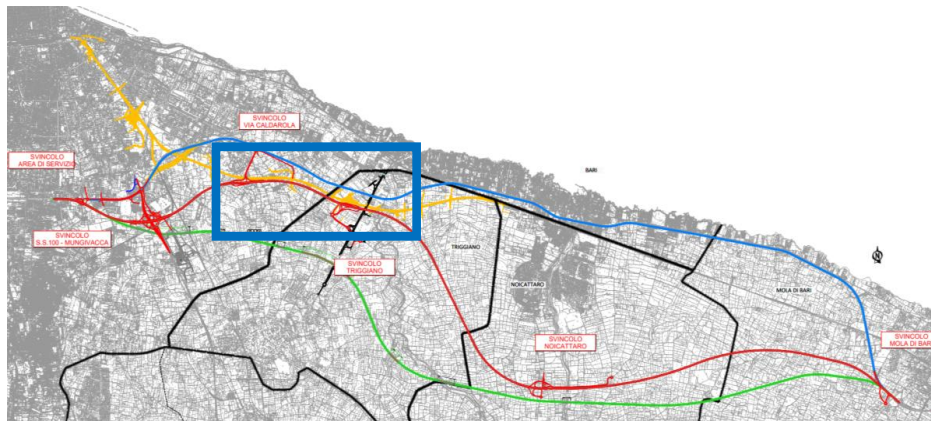 SVINCOLO
VIA CALDAROLA
SVINCOLO
AREA DI SERVIZIO
BARI
SVINCOLO
S.S.100 - MUNGIVACCA
TRIGGIANO
SVINCOLO
TRIGGIANO
NOICATTARO
MOLA DI BARI
SVINCOLO
NOICATTARO
SVINCOLO
MOLA DI BAR